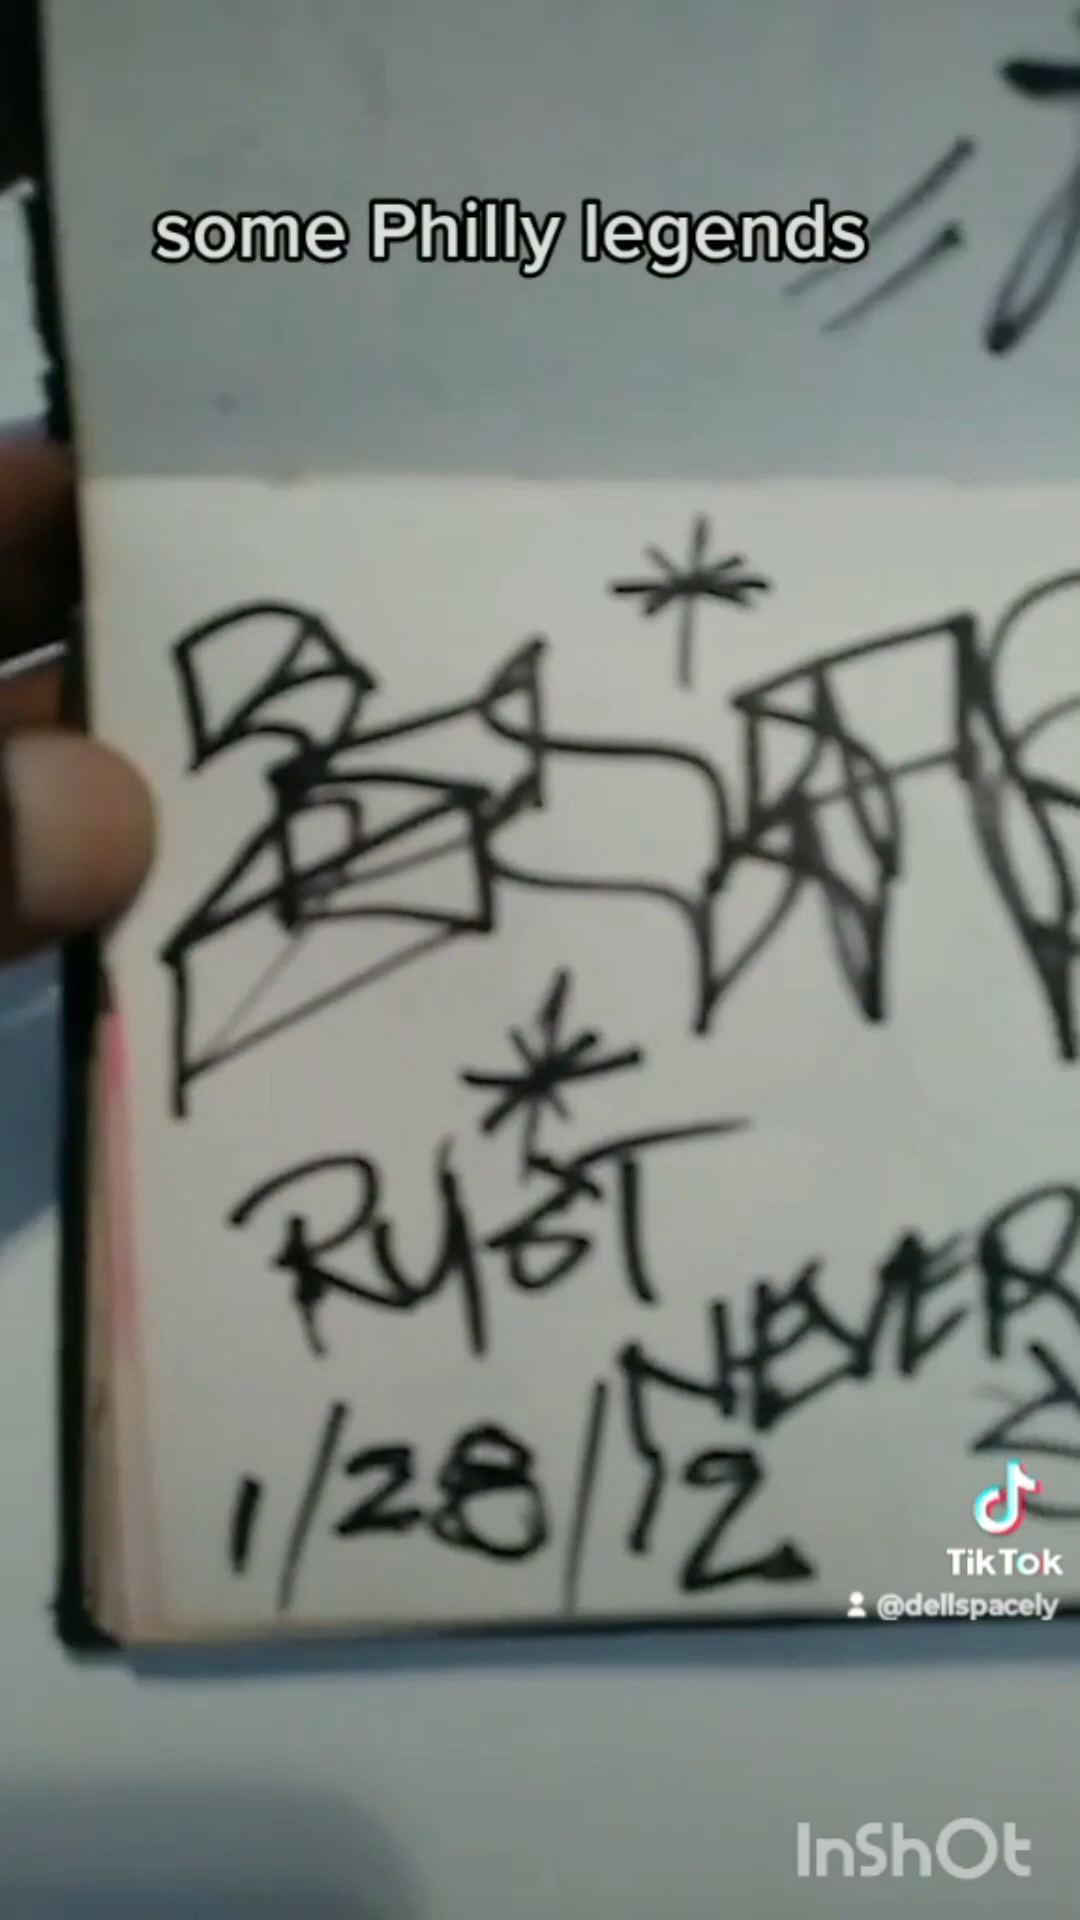 some Philly legends
RUST
NEVER
1/28/12
TikTok
@dellspacely
InShOt